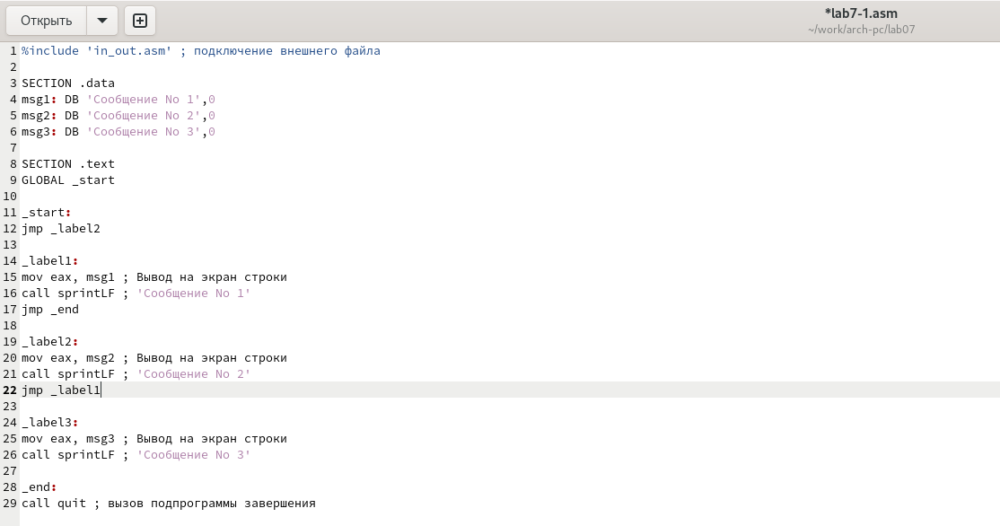 Открыть
*lab7-1.asm
~/work/arch-pc/lab07
1 %include 'in_out.asm' ; подключение внешнего файла
2
3 SECTION .data
4 msg1: DB 'Сообщение No 1',0
5 msg2: DB 'Сообщение No 2',0
6 msg3: DB 'Сообщение No 3',0
7
8 SECTION .text
9 GLOBAL _start
10
11 _start:
12 jmp _label2
13
14 _label1:
15 mov eax, msg1 ; Вывод на экран строки
16 call sprintLF ; 'Сообщение No 1'
17 jmp _end
18
19 _label2:
20 mov eax, msg2 ; Вывод на экран строки
21 call sprintLF ; 'Сообщение No 2'
22 jmp _label1
23
24 _label3:
25 mov eax, msg3 ; Вывод на экран строки
26 call sprintLF ; 'Сообщение No 3'
27
28 _end:
29 call quit ; вызов подпрограммы завершения